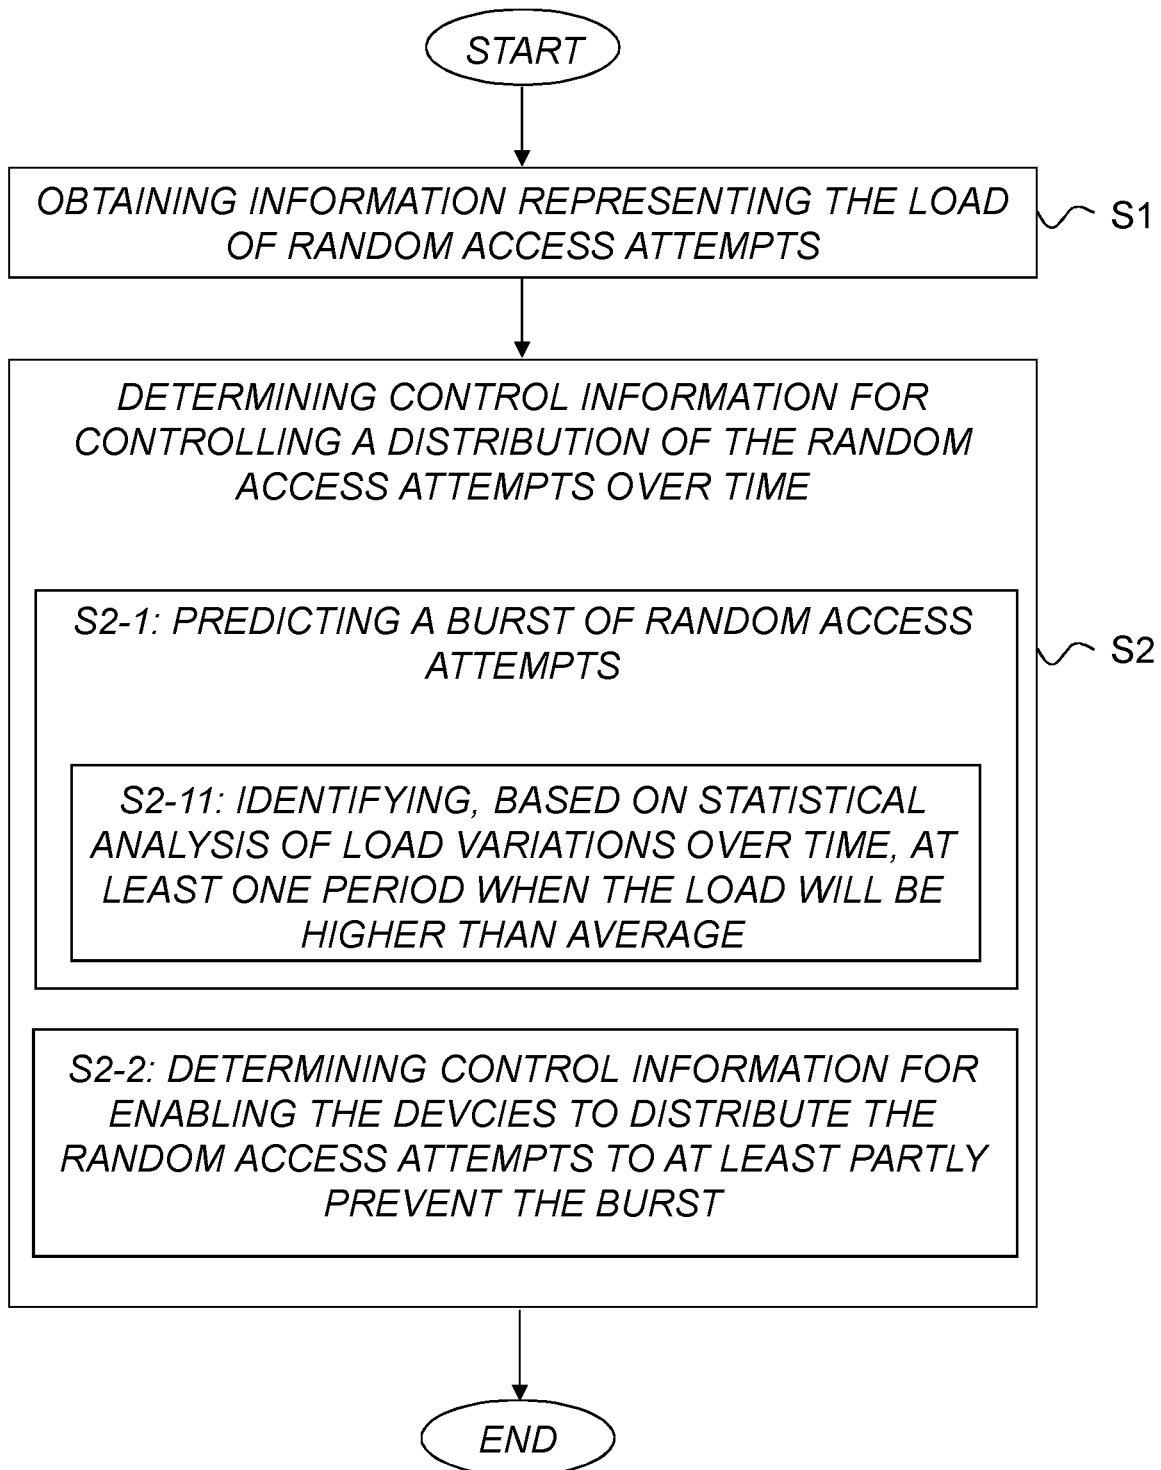 START
OBTAINING INFORMATION REPRESENTING THE LOAD
OF RANDOM ACCESS ATTEMPTS
S1
DETERMINING CONTROL INFORMATION FOR
CONTROLLING A DISTRIBUTION OF THE RANDOM
ACCESS ATTEMPTS OVER TIME
S2-1: PREDICTING A BURST OF RANDOM ACCESS
ATTEMPTS
S2
S2-11: IDENTIFYING, BASED ON STATISTICAL
ANALYSIS OF LOAD VARIATIONS OVER TIME, AT
LEAST ONE PERIOD WHEN THE LOAD WILL BE
HIGHER THAN AVERAGE
S2-2: DETERMINING CONTROL INFORMATION FOR
ENABLING THE DEVCIES TO DISTRIBUTE THE
RANDOM ACCESS ATTEMPTS TO AT LEAST PARTLY
PREVENT THE BURST
END